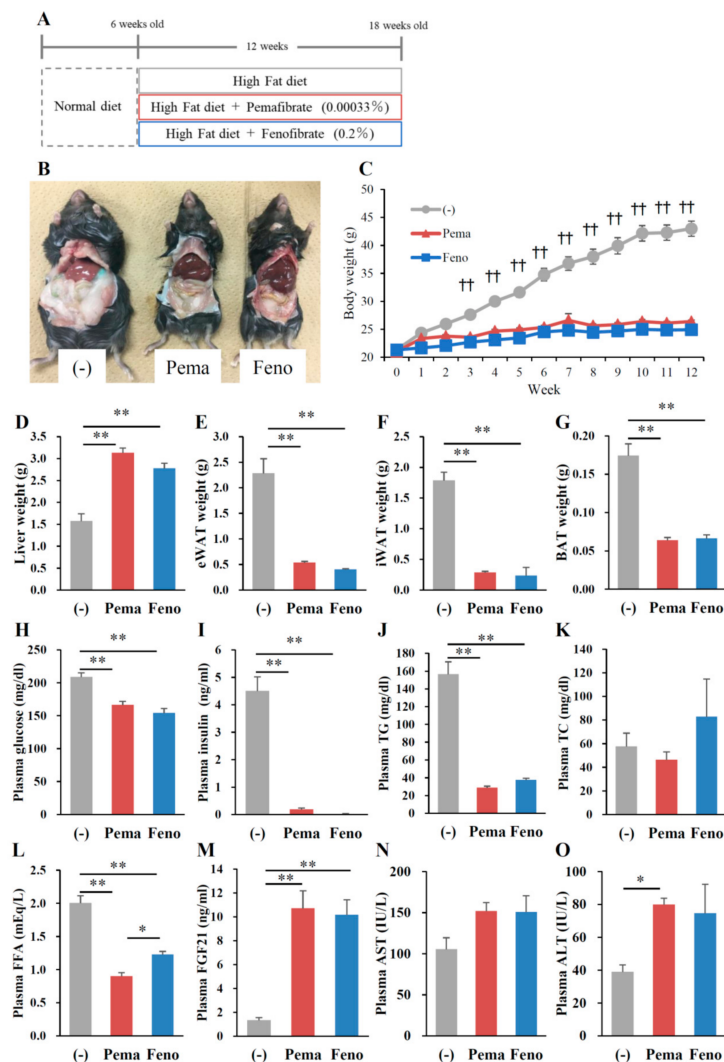 A
6 weeks old
18 weeks old
12 weeks
Normal diet
High Fat diet
High Fat diet + Pemafibrate (0.00033%)
High Fat diet + Fenofibrate (0.2%)
B
(-)
Pema
Feno
C
Body weight (g)
50
45
40
35
30
25
20
(-)
Pema
Feno
†† †† †† †† †† †† †† †† †† ††
0 1 2 3 4 5 6 7 8 9 10 11 12
Week
D
Liver weight (g)
3.5
3.0
2.5
2.0
1.5
1.0
0.5
0.0
**
**
(-) Pema Feno
E
eWAT weight (g)
3.0
2.5
2.0
1.5
1.0
0.5
0.0
**
**
(-) Pema Feno
F
iWAT weight (g)
2.0
1.5
1.0
0.5
0.0
**
**
(-) Pema Feno
G
BAT weight (g)
0.20
0.15
0.10
0.05
0.00
**
**
(-) Pema Feno
H
Plasma glucose (mg/dl)
250
200
150
100
50
0
**
**
(-) Pema Feno
I
Plasma insulin (ng/ml)
6
5
4
3
2
1
0
**
**
(-) Pema Feno
J
Plasma TG (mg/dl)
180
160
140
120
100
80
60
40
20
0
**
**
(-) Pema Feno
K
Plasma TC (mg/dl)
140
120
100
80
60
40
20
0
(-) Pema Feno
L
Plasma FFA (mEq/L)
2.0
1.5
1.0
0.5
0.0
**
**
*
(-) Pema Feno
M
Plasma FGF21 (ng/ml)
14
12
10
8
6
4
2
0
**
**
(-) Pema Feno
N
Plasma AST (IU/L)
200
150
100
50
0
(-) Pema Feno
O
Plasma ALT (IU/L)
100
80
60
40
20
0
*
(-) Pema Feno